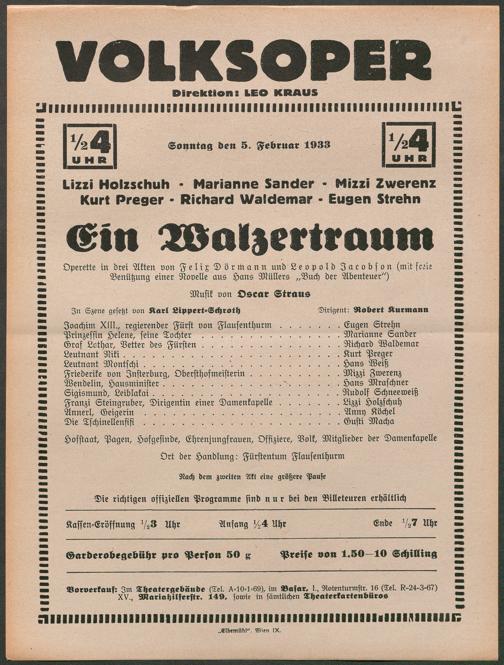 VOLKSOPER
Direktion: LEO KRAUS
½4 UHR
Sonntag den 5. Februar 1933
½4 UHR
Lizzi Holzschuh - Marianne Sander - Mizzi Zwerenz
Kurt Preger - Richard Waldemar - Eugen Strehn
Ein Walzertraum
Operette in drei Akten von Felix Dörmann und Leopold Jacobson (mit freier
Benützung einer Novelle aus Hans Müllers „Buch der Abenteuer“)
Musik von Oscar Straus
In Szene gesetzt von Karl Lippert-Schroth Dirigent: Robert Kurmann
Joachim XIII., regierender Fürst von Flausenthurm . . . . . . . Eugen Strehn
Prinzessin Helene, seine Tochter . . . . . . . Marianne Sander
Graf Lothar, Vetter des Fürsten . . . . . . . Richard Waldemar
Leutnant Niki . . . . . . . Kurt Preger
Leutnant Montschi . . . . . . . Hans Weiß
Friederike von Insterburg, Obersthofmeisterin . . . . . . . Mizzi Zwerenz
Wendelin, Hausminister . . . . . . . Hans Mraschner
Sigismund, Leiblakai . . . . . . . Rudolf Schneeweiß
Franzi Steingruber, Dirigentin einer Damenkapelle . . . . . . . Lizzi Holzschuh
Annerl, Geigerin . . . . . . . Anny Köchel
Die Tschinellenfifi . . . . . . . Gusti Macha
Hofstaat, Pagen, Hofgesinde, Ehrenjungfrauen, Offiziere, Volk, Mitglieder der Damenkapelle
Ort der Handlung: Fürstentum Flausenthurm
Nach dem zweiten Akt eine größere Pause
Die richtigen offiziellen Programme sind nur bei den Billeteuren erhältlich
Kassen-Eröffnung ½3 Uhr Anfang ½4 Uhr Ende ½7 Uhr
Garderobegebühr pro Person 50 g Preise von 1.50–10 Schilling
Vorverkauf: Im Theatergebäude (Tel. A-10-1-69), im Basar, I., Rotenturmstr. 16 (Tel. R-24-3-67)
XV., Mariahilferstr. 149, sowie in sämtlichen Theaterkartenbüros
„Elbemühl“, Wien IX.